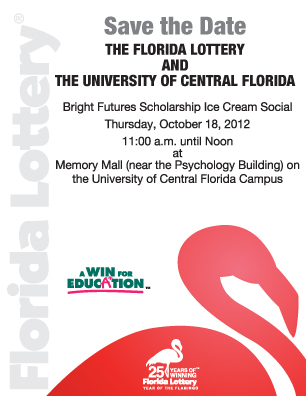 Save the Date
THE FLORIDA LOTTERY
AND
THE UNIVERSITY OF CENTRAL FLORIDA
Bright Futures Scholarship Ice Cream Social
Thursday, October 18, 2012
11:00 a.m. until Noon
at
Memory Mall (near the Psychology Building) on
the University of Central Florida Campus
Florida Lottery®
A WIN FOR
EDUCATION™
25 YEARS OF
WINNING
Florida Lottery
YEAR OF THE FLAMINGO